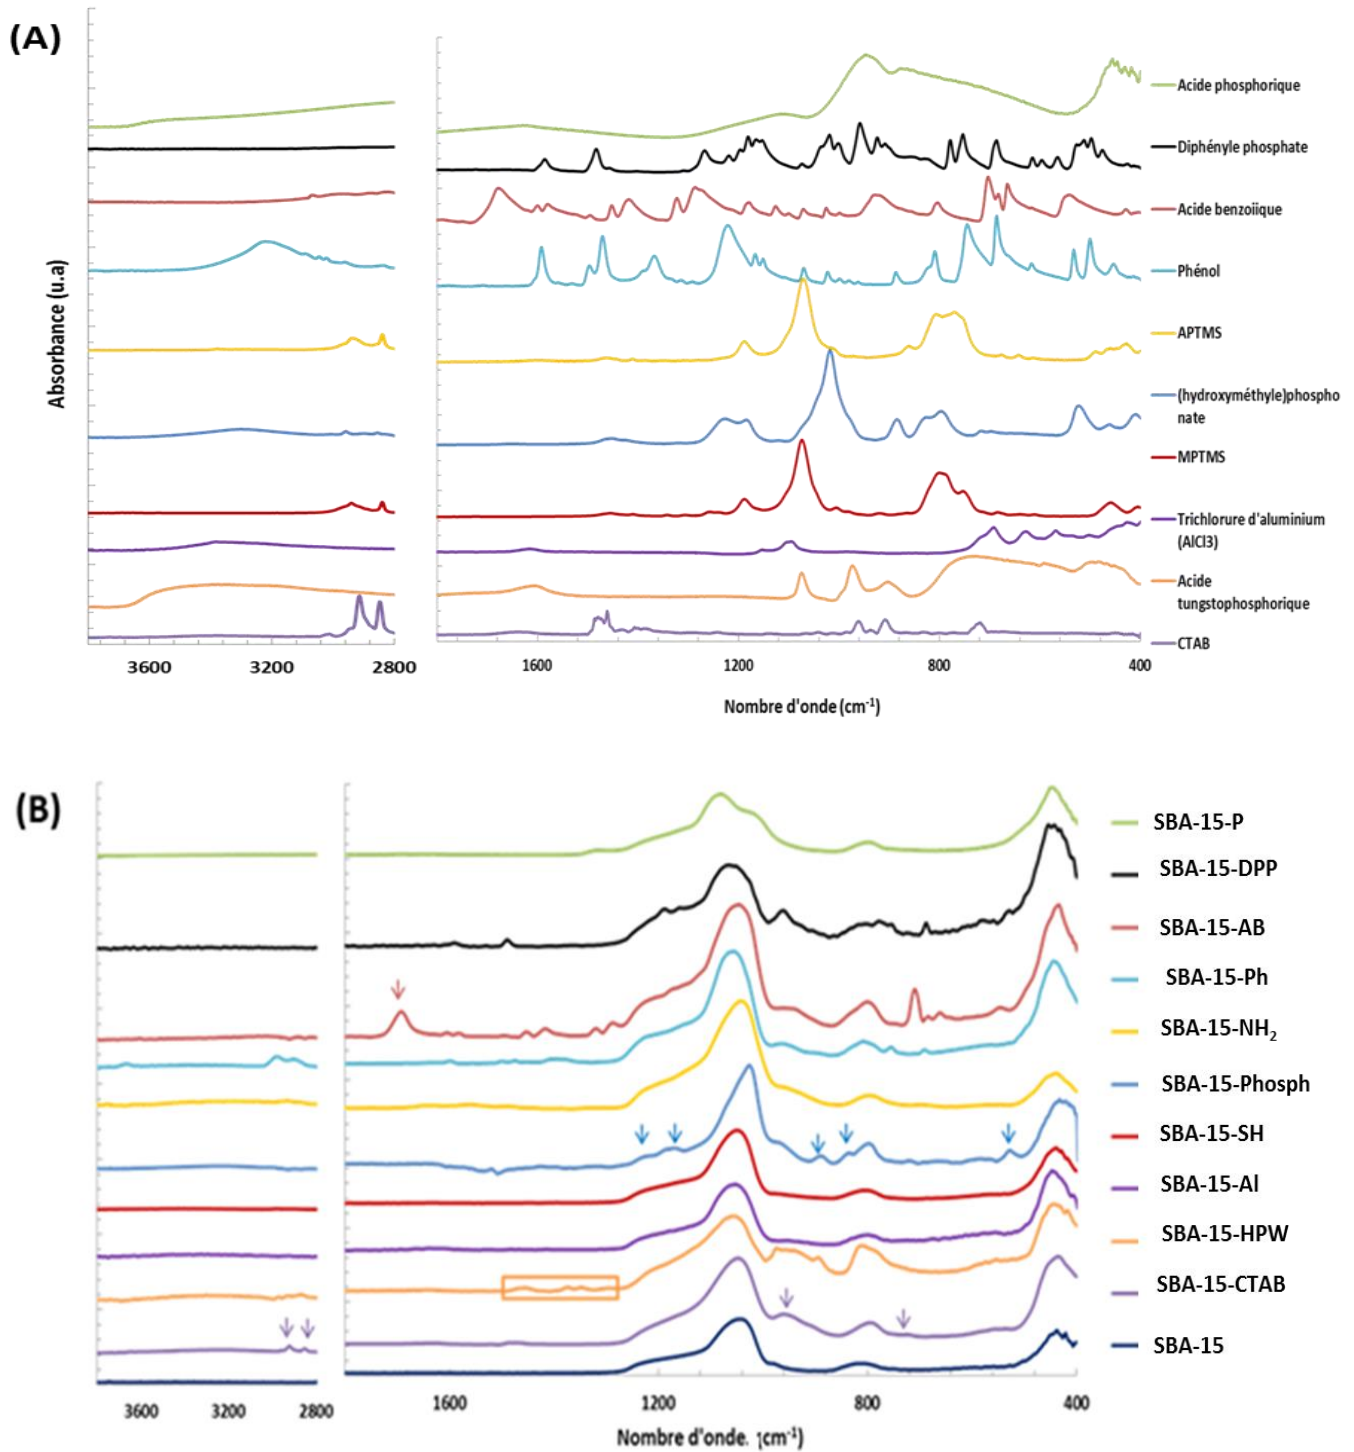 (A)
Absorbance (u.a)
Acide phosphorique
Diphényle phosphate
Acide benzoiique
Phénol
APTMS
(hydroxyméthyle)phospho
nate
MPTMS
Trichlorure d'aluminium
(AlCl3)
Acide
tungstophosphorique
CTAB
3600 3200 2800 1600 1200 800 400
Nombre d'onde (cm-1)
(B)
SBA-15-P
SBA-15-DPP
SBA-15-AB
SBA-15-Ph
SBA-15-NH2
SBA-15-Phosph
SBA-15-SH
SBA-15-Al
SBA-15-HPW
SBA-15-CTAB
SBA-15
3600 3200 2800 1600 1200 800 400
Nombre d'onde. (cm-1)